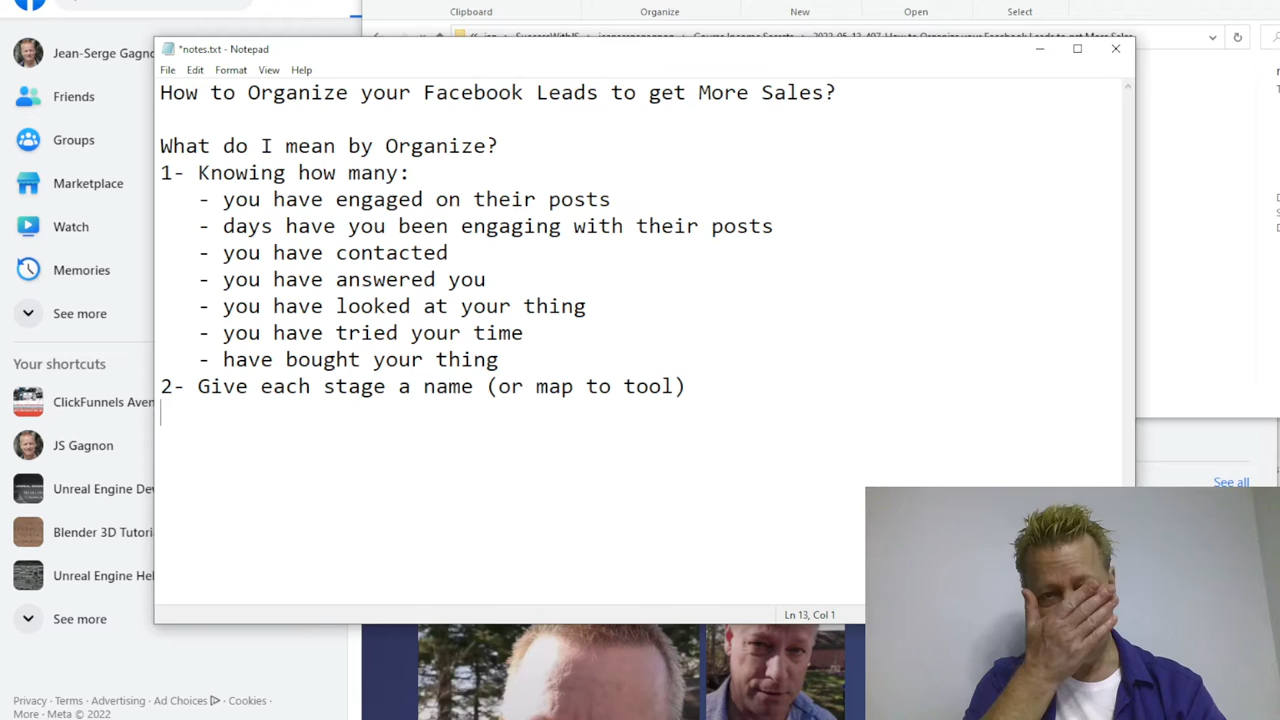 Clipboard
Organize
New
Open
Select
*notes.txt - Notepad
File
Edit
Format
View
Help
How to Organize your Facebook Leads to get More Sales?
What do I mean by Organize?
1- Knowing how many:
- you have engaged on their posts
- days have you been engaging with their posts
- you have contacted
- you have answered you
- you have looked at your thing
- you have tried your time
- have bought your thing
2- Give each stage a name (or map to tool)
Ln 13, Col 1
Jean-Serge Gagno
Friends
Groups
Marketplace
Watch
Memories
See more
Your shortcuts
ClickFunnels Aven
JS Gagnon
Unreal Engine Dev
Blender 3D Tutori
Unreal Engine Hel
See more
See all
Privacy · Terms · Advertising · Ad Choices · Cookies ·
More · Meta © 2022